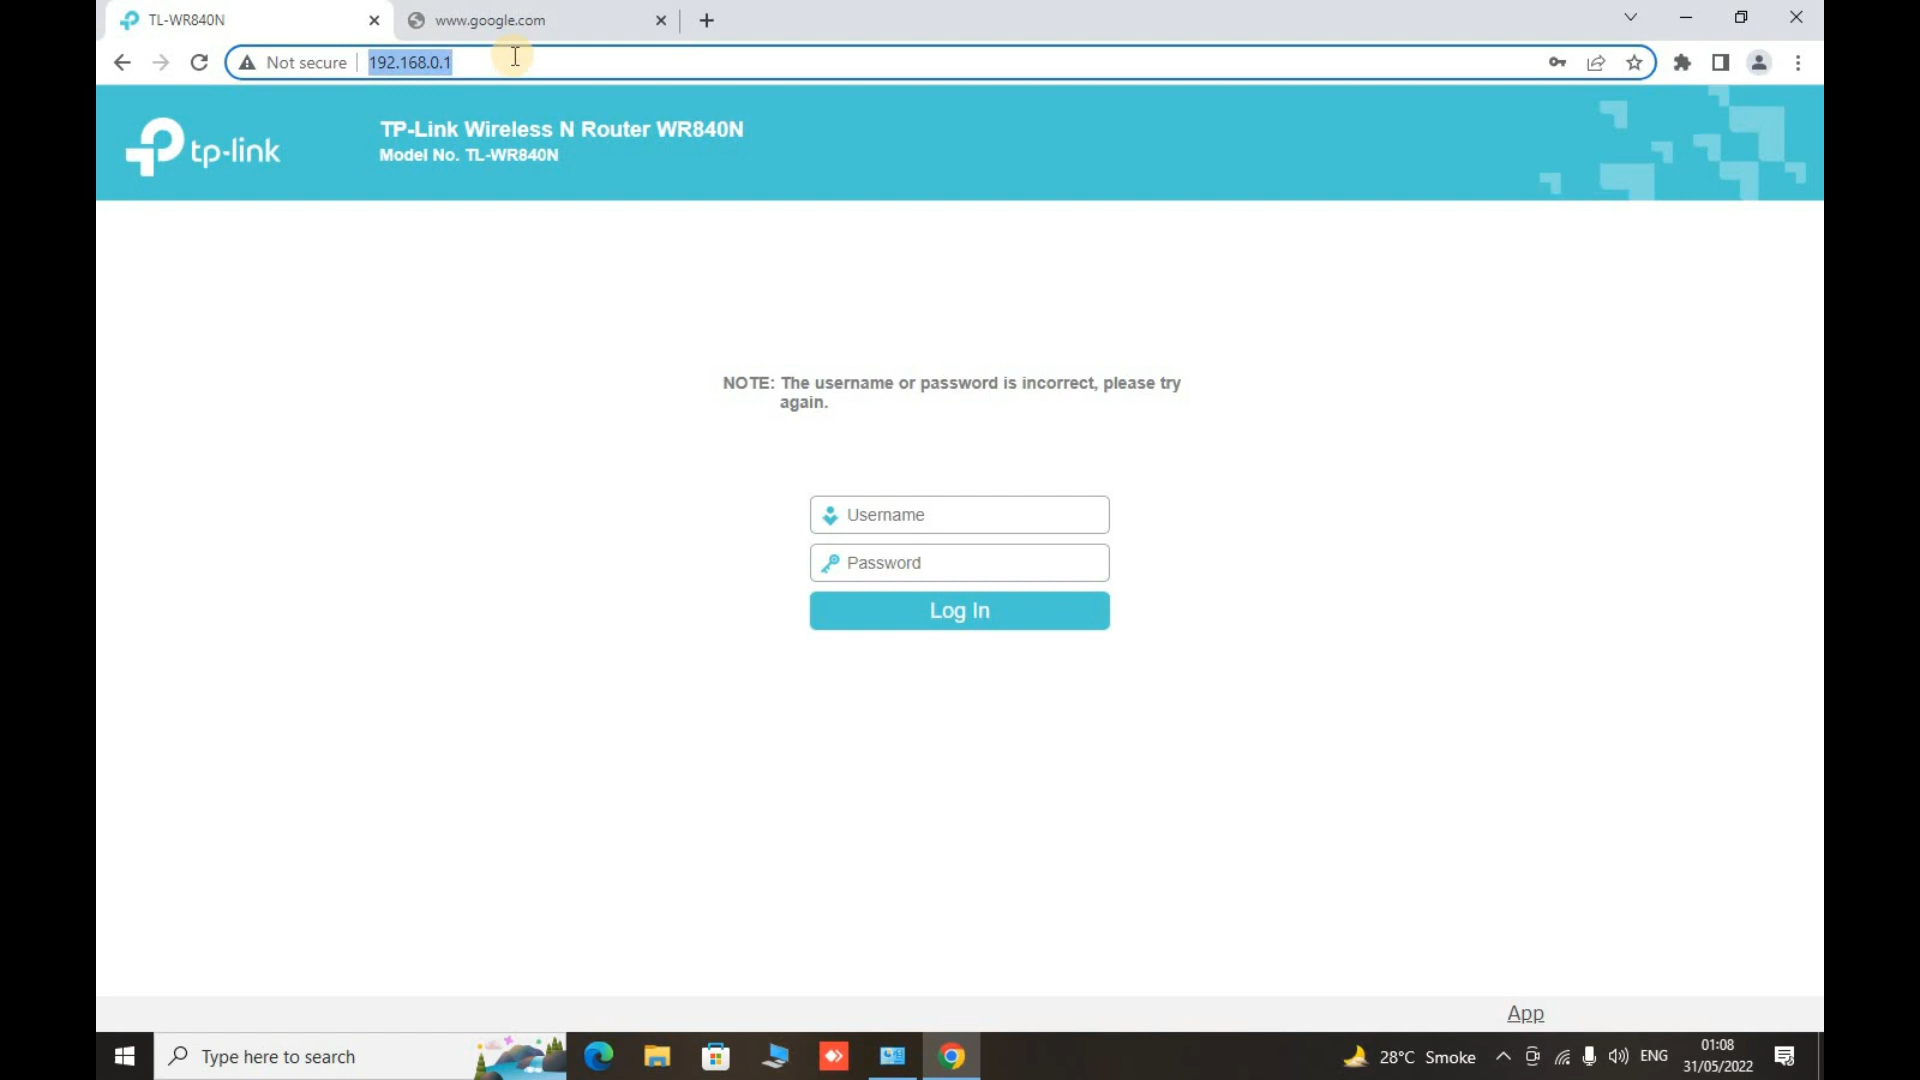 TL-WR840N
www.google.com
Not secure
192.168.0.1
tp-link
TP-Link Wireless N Router WR840N
Model No. TL-WR840N
NOTE: The username or password is incorrect, please try
again.
Username
Password
Log In
App
Type here to search
28°C Smoke
ENG
01:08
31/05/2022